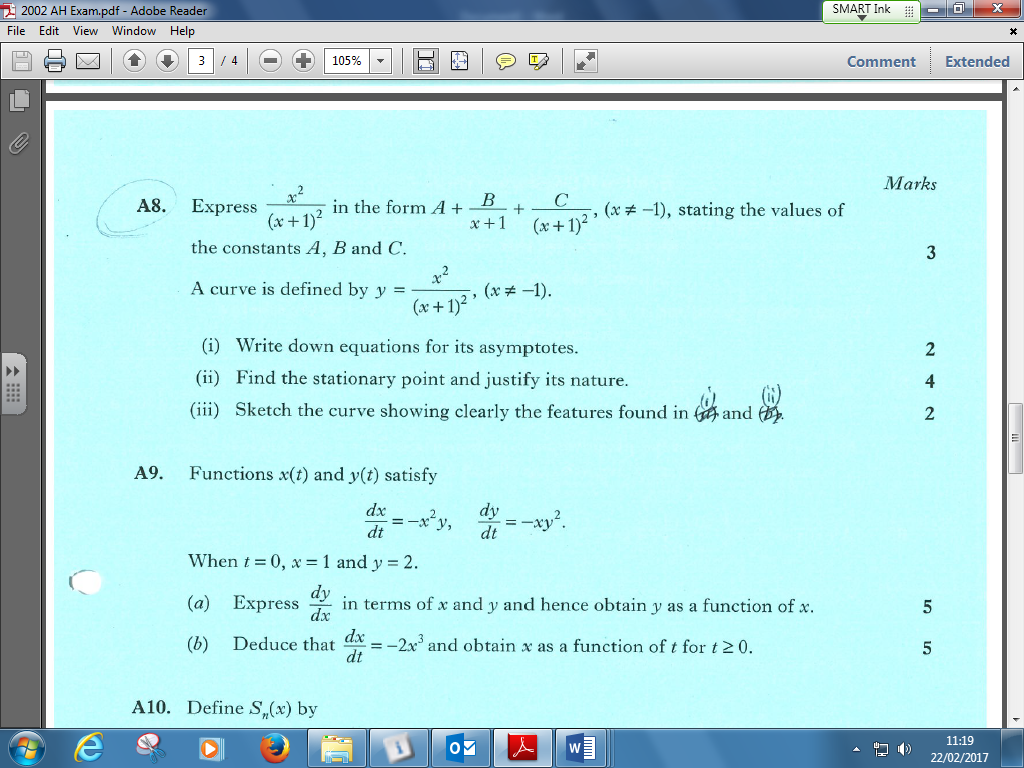 2002 AH Exam.pdf - Adobe Reader
SMART Ink
File Edit View Window Help
3 / 4 105% Comment Extended
Marks
A8. Express x²/(x + 1)² in the form A + B/(x + 1) + C/(x + 1)², (x ≠ –1), stating the values of
the constants A, B and C. 3
A curve is defined by y = x²/(x + 1)², (x ≠ –1).
(i) Write down equations for its asymptotes. 2
(ii) Find the stationary point and justify its nature. 4
(iii) Sketch the curve showing clearly the features found in (i) and (ii). 2
A9. Functions x(t) and y(t) satisfy
dx/dt = –x²y, dy/dt = –xy².
When t = 0, x = 1 and y = 2.
(a) Express dy/dx in terms of x and y and hence obtain y as a function of x. 5
(b) Deduce that dx/dt = –2x³ and obtain x as a function of t for t ≥ 0. 5
A10. Define Sₙ(x) by
11:19
22/02/2017